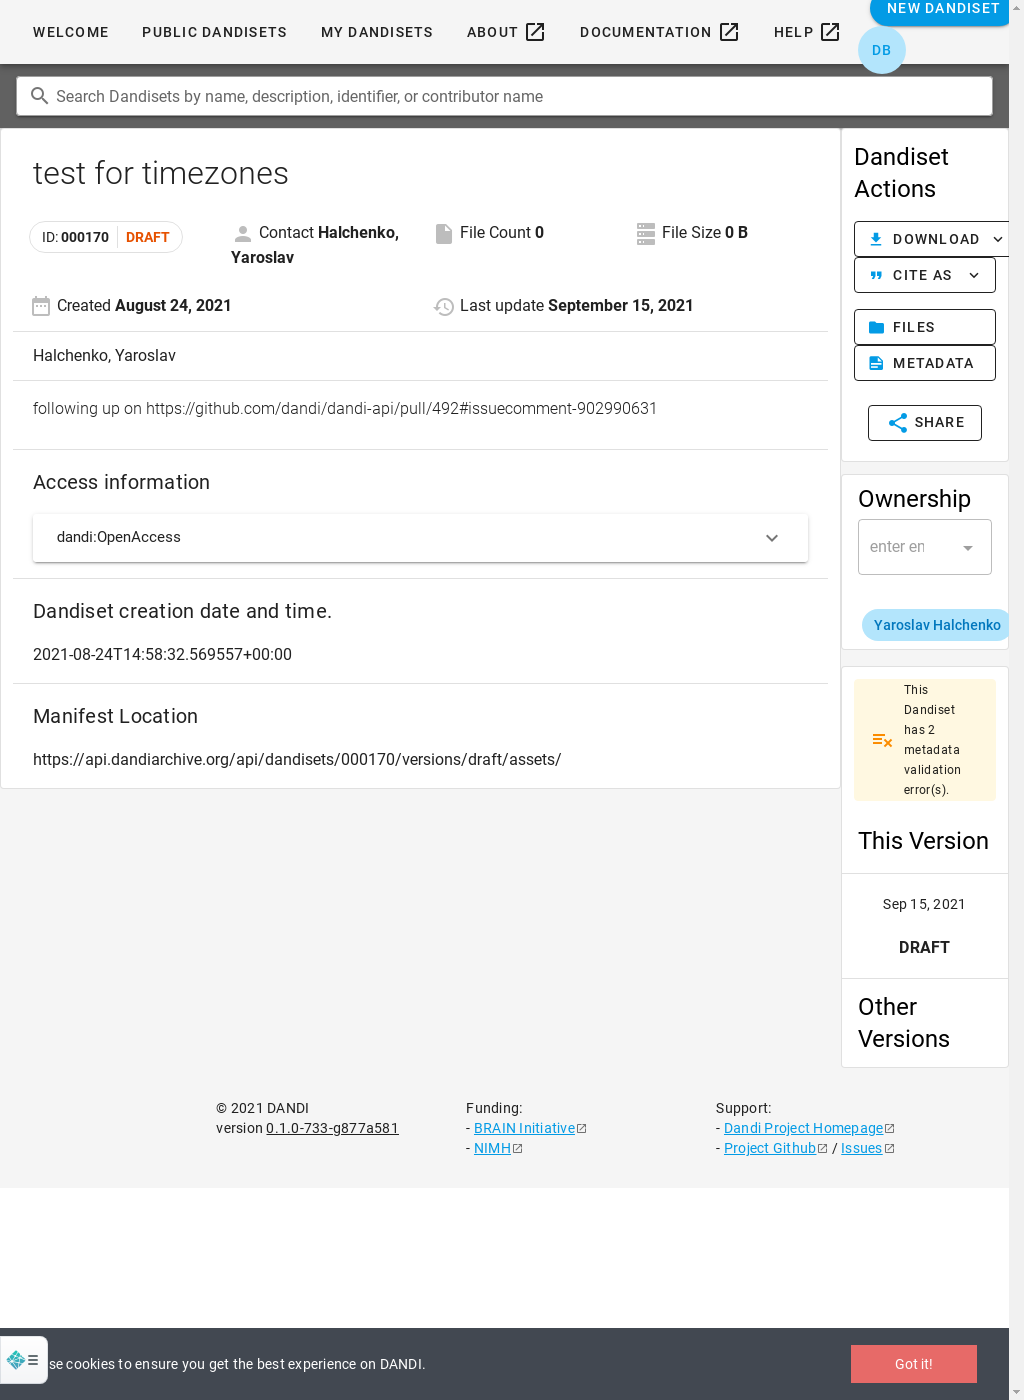 WELCOME
PUBLIC DANDISETS
MY DANDISETS
ABOUT
DOCUMENTATION
HELP
NEW DANDISET
DB
Search Dandisets by name, description, identifier, or contributor name
test for timezones
ID: 000170 DRAFT
Contact Halchenko,
Yaroslav
File Count 0
File Size 0 B
Created August 24, 2021
Last update September 15, 2021
Halchenko, Yaroslav
following up on https://github.com/dandi/dandi-api/pull/492#issuecomment-902990631
Access information
dandi:OpenAccess
Dandiset creation date and time.
2021-08-24T14:58:32.569557+00:00
Manifest Location
https://api.dandiarchive.org/api/dandisets/000170/versions/draft/assets/
Dandiset
Actions
DOWNLOAD
CITE AS
FILES
METADATA
SHARE
Ownership
enter en
Yaroslav Halchenko
This
Dandiset
has 2
metadata
validation
error(s).
This Version
Sep 15, 2021
DRAFT
Other
Versions
© 2021 DANDI
version 0.1.0-733-g877a581
Funding:
- BRAIN Initiative
- NIMH
Support:
- Dandi Project Homepage
- Project Github / Issues
se cookies to ensure you get the best experience on DANDI.
Got it!